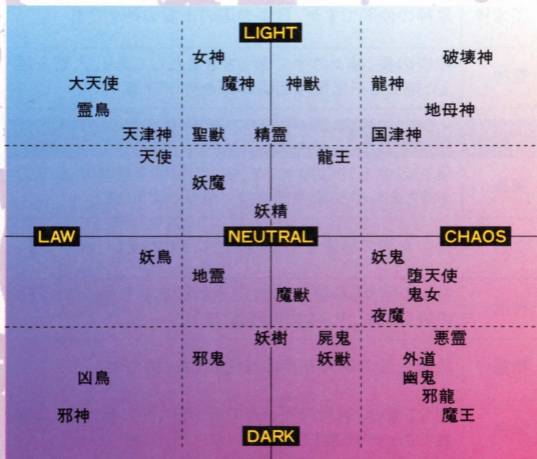 LIGHT
女神 破壊神
大天使 魔神 神獣 龍神
霊鳥 地母神
天津神 聖獣 精霊 国津神
天使 龍王
妖魔
妖精
LAW NEUTRAL CHAOS
妖鳥 妖鬼
地霊 堕天使
魔獣 鬼女
夜魔
妖樹 屍鬼 悪霊
邪鬼 妖獣 外道
凶鳥 幽鬼
邪龍
邪神 魔王
DARK